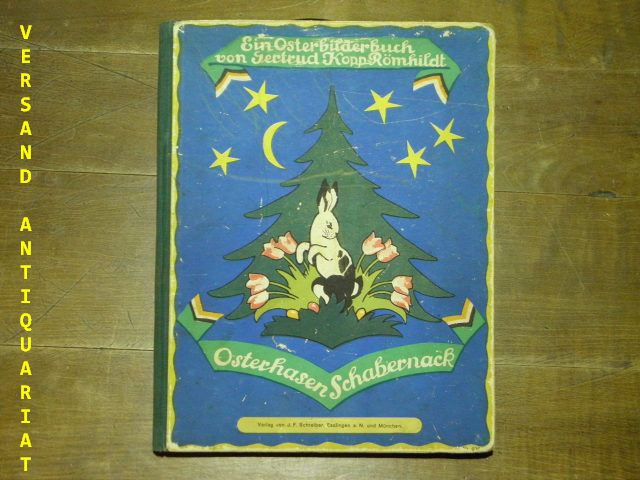 VERSAND ANTIQUARIAT
Ein Osterbilderbuch
von Gertrud Kopp-Römhildt
Osterhasen Schabernack
Verlag von J. F. Schreiber, Esslingen a. N. und München.